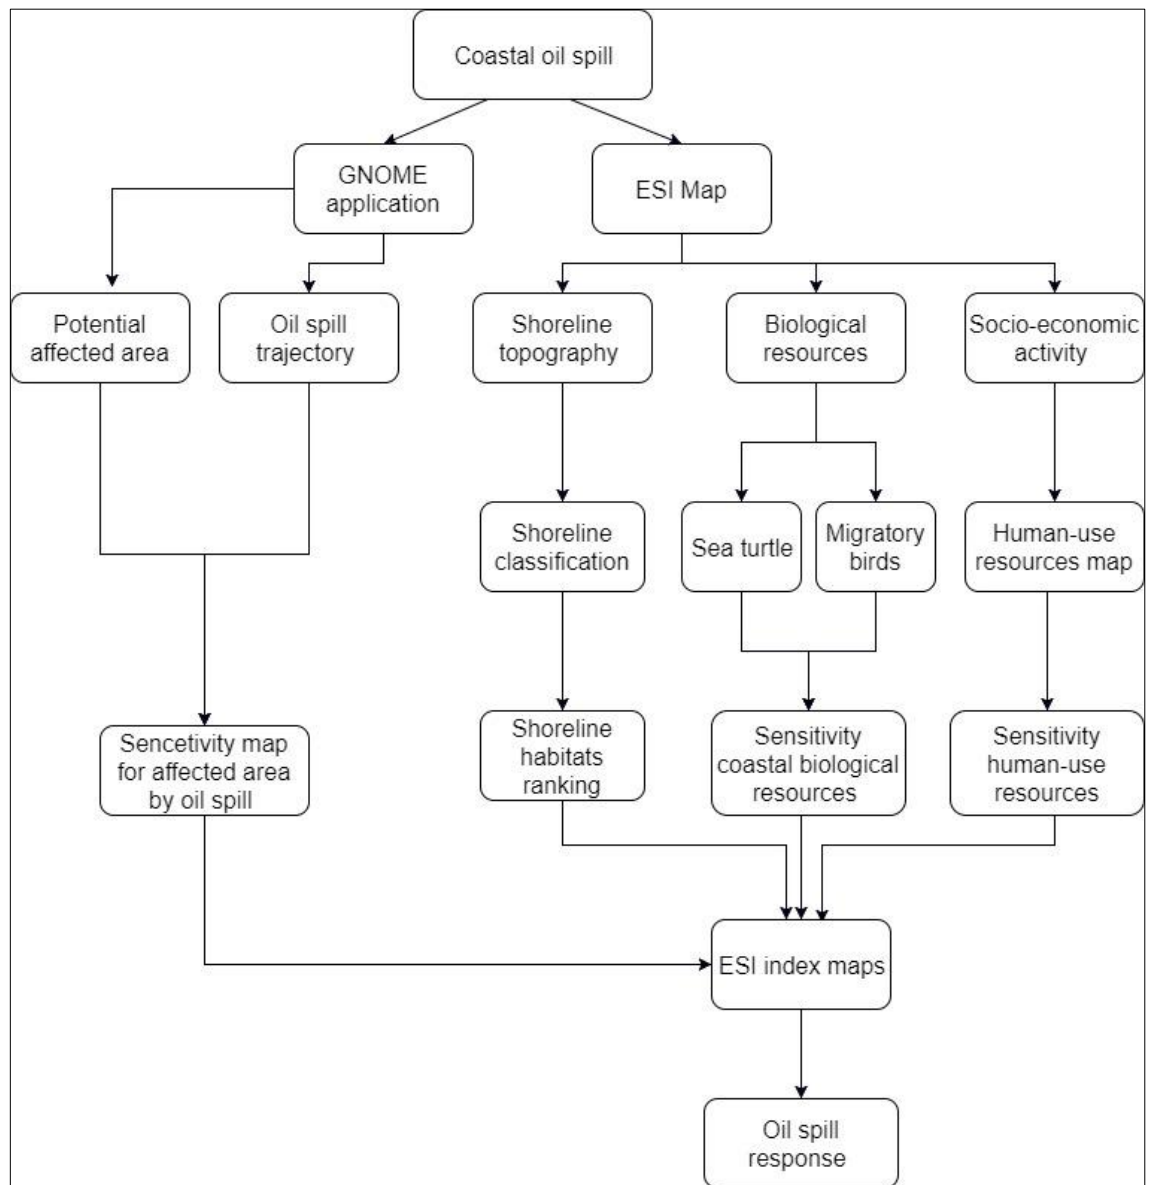 Coastal oil spill
GNOME
application
ESI Map
Potential
affected area
Oil spill
trajectory
Shoreline
topography
Biological
resources
Socio-economic
activity
Shoreline
classification
Sea turtle
Migratory
birds
Human-use
resources map
Sencetivity map
for affected area
by oil spill
Shoreline
habitats
ranking
Sensitivity
coastal biological
resources
Sensitivity
human-use
resources
ESI index maps
Oil spill
response